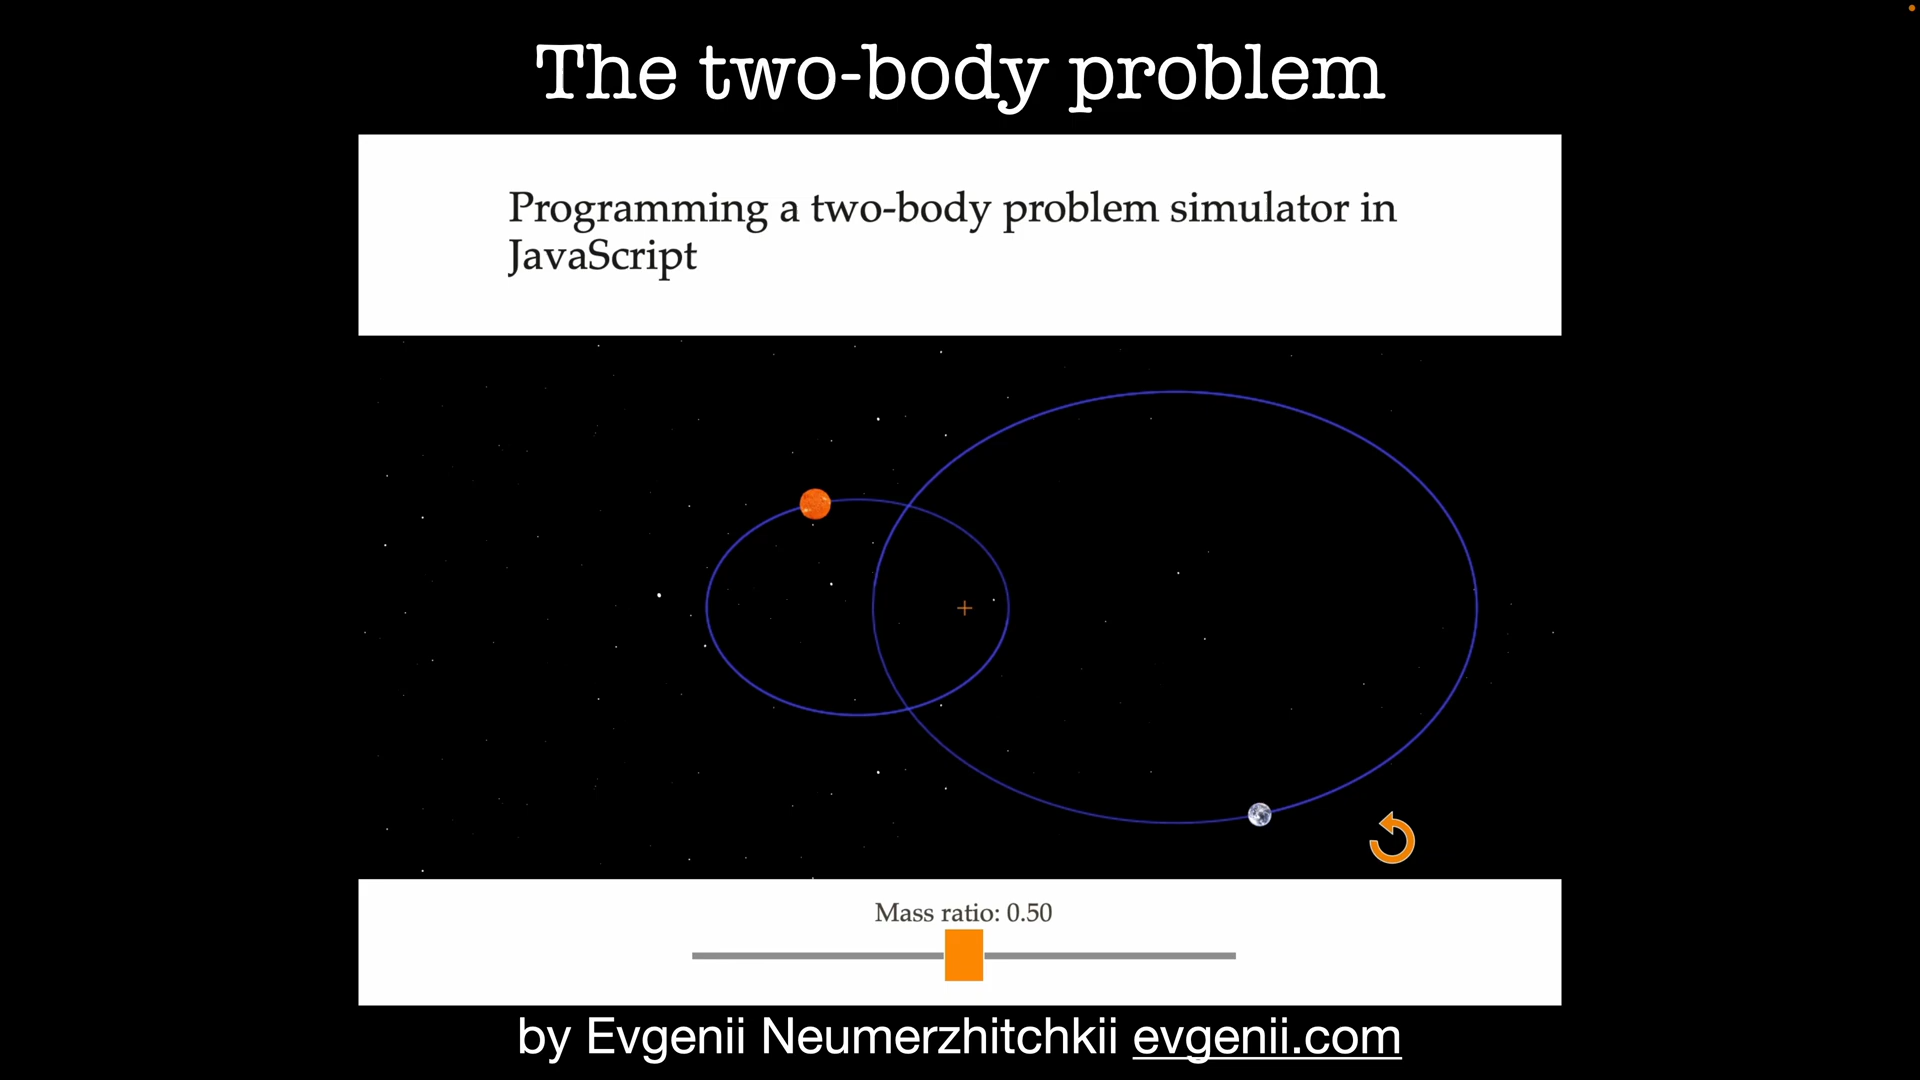 The two-body problem
Programming a two-body problem simulator in
JavaScript
Mass ratio: 0.50
by Evgenii Neumerzhitchkii evgenii.com